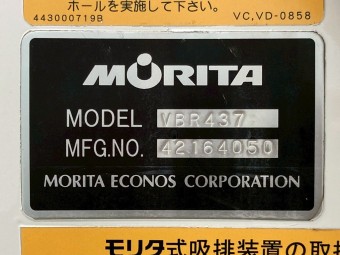 ホールを実施して下さい。
443000719B
VC,VD-0858
MORITA
MODEL VBR437
MFG.NO. 42164050
MORITA ECONOS CORPORATION
モリタ式吸排装置の取扱